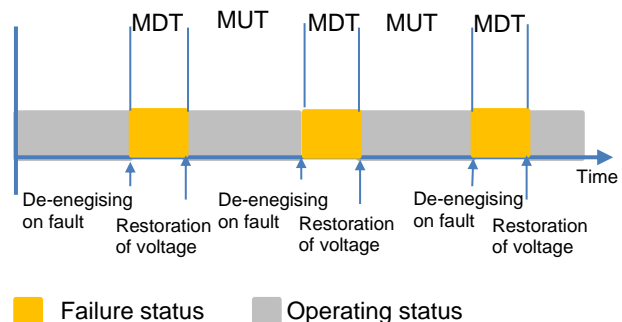 MDT MUT MDT MUT MDT
Time
De-enegising
on fault
Restoration
of voltage
De-enegising
on fault
Restoration
of voltage
De-enegising
on fault
Restoration
of voltage
Failure status
Operating status